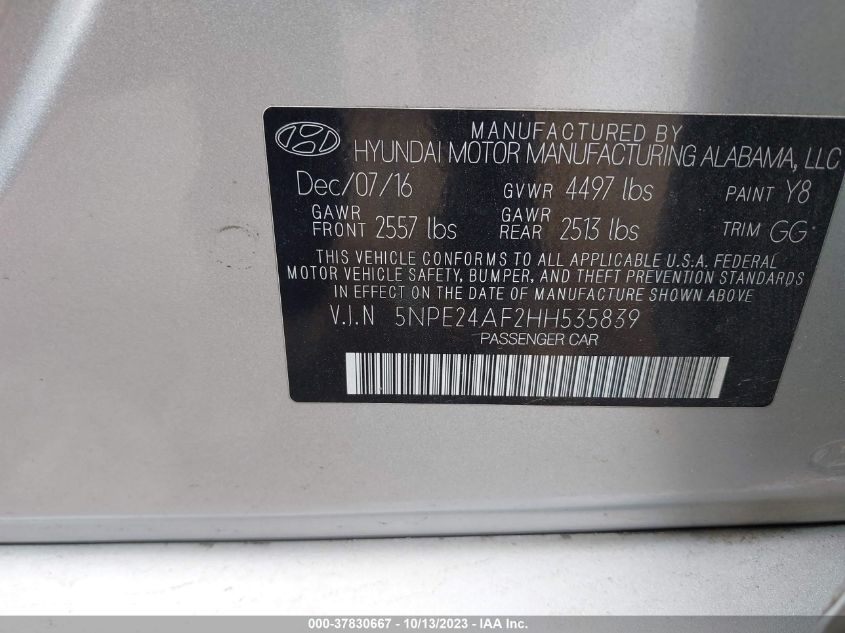 MANUFACTURED BY
HYUNDAI MOTOR MANUFACTURING ALABAMA, LLC
Dec/07/16 GVWR 4497 lbs PAINT Y8
GAWR FRONT 2557 lbs GAWR REAR 2513 lbs TRIM GG
THIS VEHICLE CONFORMS TO ALL APPLICABLE U.S.A. FEDERAL
MOTOR VEHICLE SAFETY, BUMPER, AND THEFT PREVENTION STANDARDS
IN EFFECT ON THE DATE OF MANUFACTURE SHOWN ABOVE
V.I.N 5NPE24AF2HH535839
PASSENGER CAR
000-37830667 - 10/13/2023 - IAA Inc.